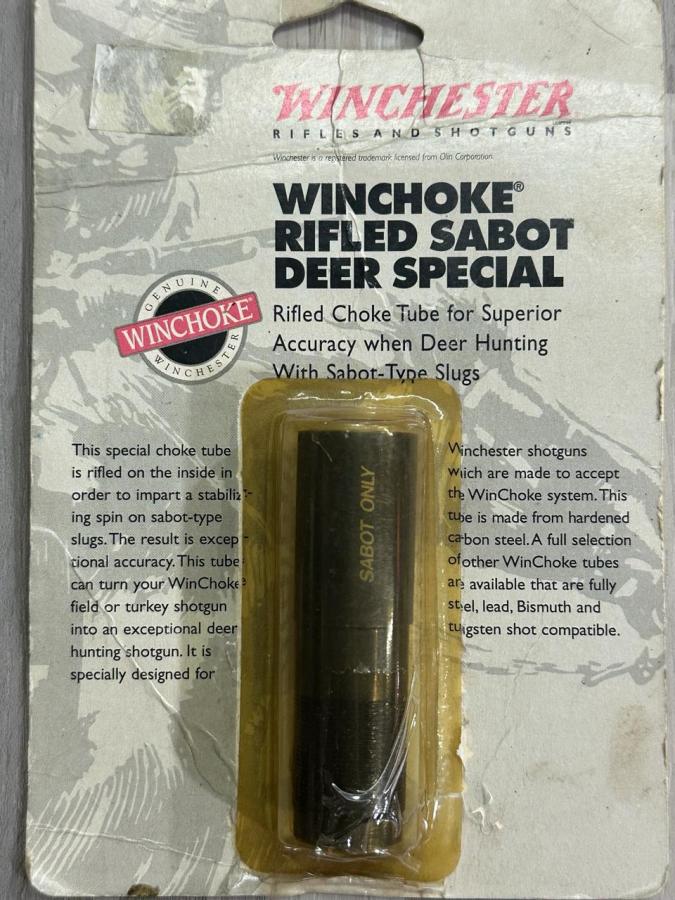 WINCHESTER
RIFLES AND SHOTGUNS
Winchester is a registered trademark licensed from Olin Corporation.
WINCHOKE®
RIFLED SABOT
DEER SPECIAL
GENUINE
WINCHOKE®
WINCHESTER
Rifled Choke Tube for Superior
Accuracy when Deer Hunting
With Sabot-Type Slugs
This special choke tube
is rifled on the inside in
order to impart a stabiliz-
ing spin on sabot-type
slugs. The result is excep-
tional accuracy. This tube
can turn your WinChoke
field or turkey shotgun
into an exceptional deer
hunting shotgun. It is
specially designed for
SABOT ONLY
Winchester shotguns
which are made to accept
the WinChoke system. This
tube is made from hardened
carbon steel. A full selection
of other WinChoke tubes
are available that are fully
steel, lead, Bismuth and
tungsten shot compatible.